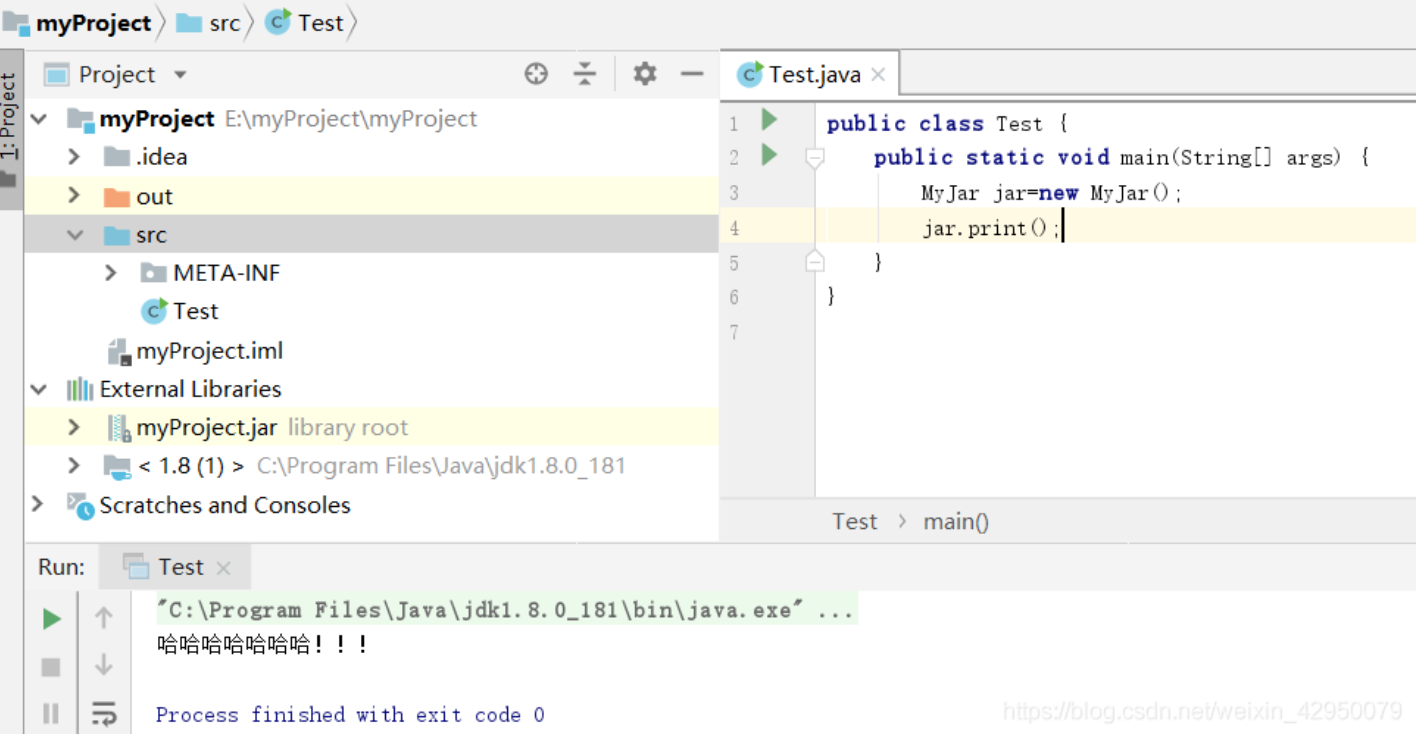 myProject src Test
1: Project
Project
myProject E:\myProject\myProject
.idea
out
src
META-INF
Test
myProject.iml
External Libraries
myProject.jar library root
< 1.8 (1) > C:\Program Files\Java\jdk1.8.0_181
Scratches and Consoles
Test.java
1 public class Test {
2 public static void main(String[] args) {
3 MyJar jar=new MyJar();
4 jar.print();
5 }
6 }
7
Test main()
Run: Test
"C:\Program Files\Java\jdk1.8.0_181\bin\java.exe" ...
哈哈哈哈哈哈哈!!!
Process finished with exit code 0
https://blog.csdn.net/weixin_42950079